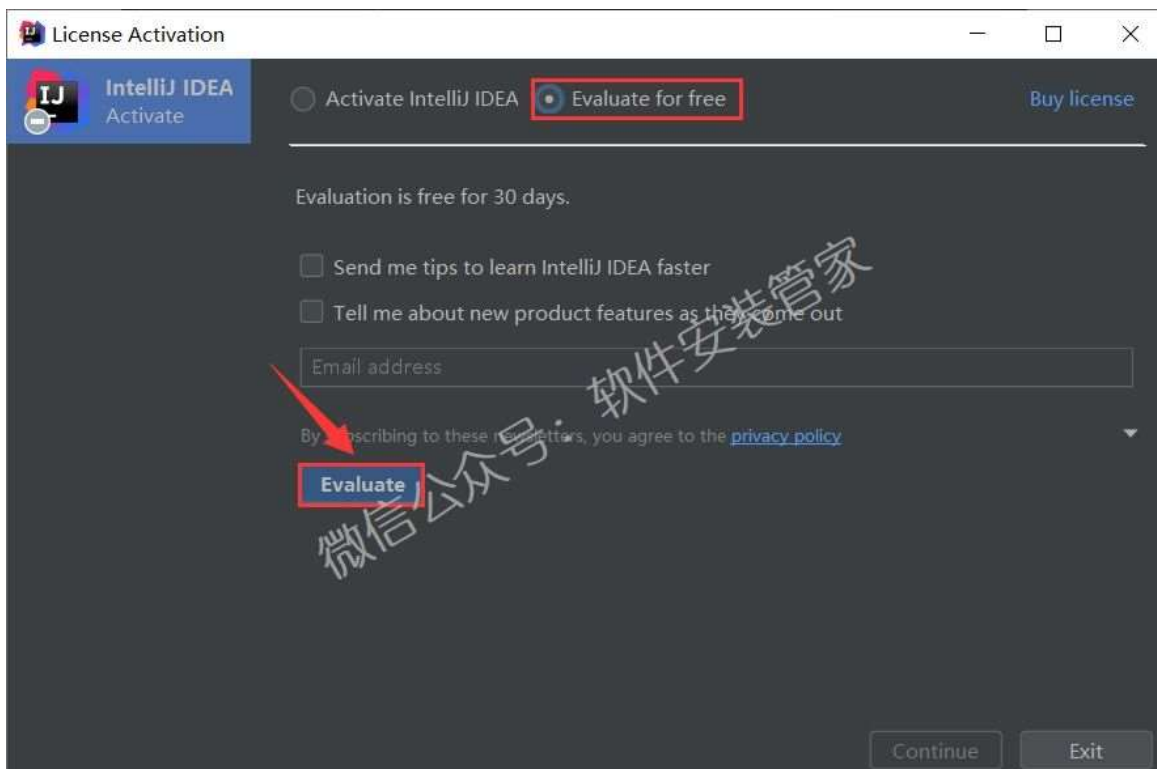 License Activation
IntelliJ IDEA
Activate
Activate IntelliJ IDEA
Evaluate for free
Buy license
Evaluation is free for 30 days.
Send me tips to learn IntelliJ IDEA faster
Tell me about new product features as they come out
Email address
By subscribing to these newsletters, you agree to the privacy policy
Evaluate
微信公众号：软件安装管家
Continue
Exit